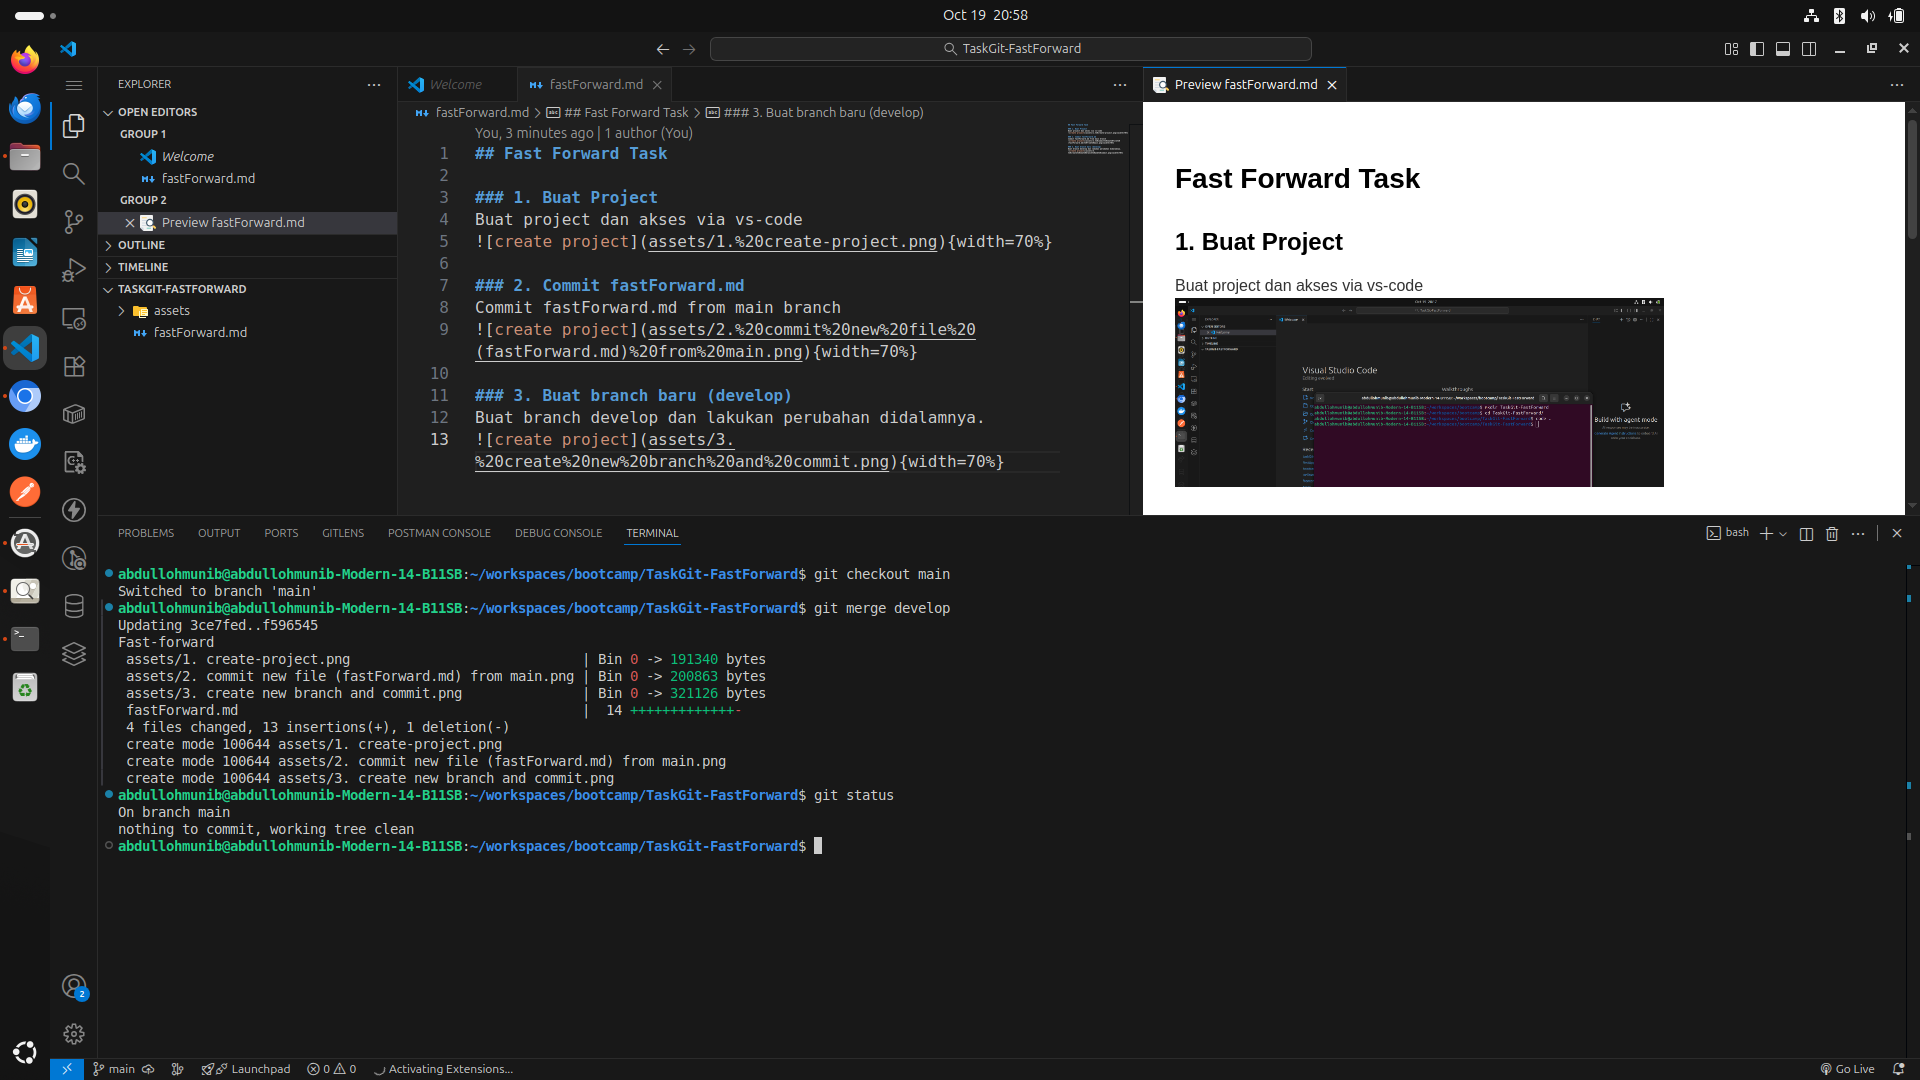 Oct 19 20:58
TaskGit-FastForward
EXPLORER
OPEN EDITORS
GROUP 1
Welcome
fastForward.md
GROUP 2
Preview fastForward.md
OUTLINE
TIMELINE
TASKGIT-FASTFORWARD
assets
fastForward.md
Welcome
fastForward.md
fastForward.md > ## Fast Forward Task > ### 3. Buat branch baru (develop)
You, 3 minutes ago | 1 author (You)
1 ## Fast Forward Task
2
3 ### 1. Buat Project
4 Buat project dan akses via vs-code
5 ![create project](assets/1.%20create-project.png){width=70%}
6
7 ### 2. Commit fastForward.md
8 Commit fastForward.md from main branch
9 ![create project](assets/2.%20commit%20new%20file%20
(fastForward.md)%20from%20main.png){width=70%}
10
11 ### 3. Buat branch baru (develop)
12 Buat branch develop dan lakukan perubahan didalamnya.
13 ![create project](assets/3.
%20create%20new%20branch%20and%20commit.png){width=70%}
Preview fastForward.md
Fast Forward Task
1. Buat Project
Buat project dan akses via vs-code
Visual Studio Code
Build with agent mode
PROBLEMS OUTPUT PORTS GITLENS POSTMAN CONSOLE DEBUG CONSOLE TERMINAL
bash
abdullohmunib@abdullohmunib-Modern-14-B11SB:~/workspaces/bootcamp/TaskGit-FastForward$ git checkout main
Switched to branch 'main'
abdullohmunib@abdullohmunib-Modern-14-B11SB:~/workspaces/bootcamp/TaskGit-FastForward$ git merge develop
Updating 3ce7fed..f596545
Fast-forward
assets/1. create-project.png | Bin 0 -> 191340 bytes
assets/2. commit new file (fastForward.md) from main.png | Bin 0 -> 200863 bytes
assets/3. create new branch and commit.png | Bin 0 -> 321126 bytes
fastForward.md | 14 +++++++++++++-
4 files changed, 13 insertions(+), 1 deletion(-)
create mode 100644 assets/1. create-project.png
create mode 100644 assets/2. commit new file (fastForward.md) from main.png
create mode 100644 assets/3. create new branch and commit.png
abdullohmunib@abdullohmunib-Modern-14-B11SB:~/workspaces/bootcamp/TaskGit-FastForward$ git status
On branch main
nothing to commit, working tree clean
abdullohmunib@abdullohmunib-Modern-14-B11SB:~/workspaces/bootcamp/TaskGit-FastForward$
2
main
Launchpad
0
0
Activating Extensions...
Go Live